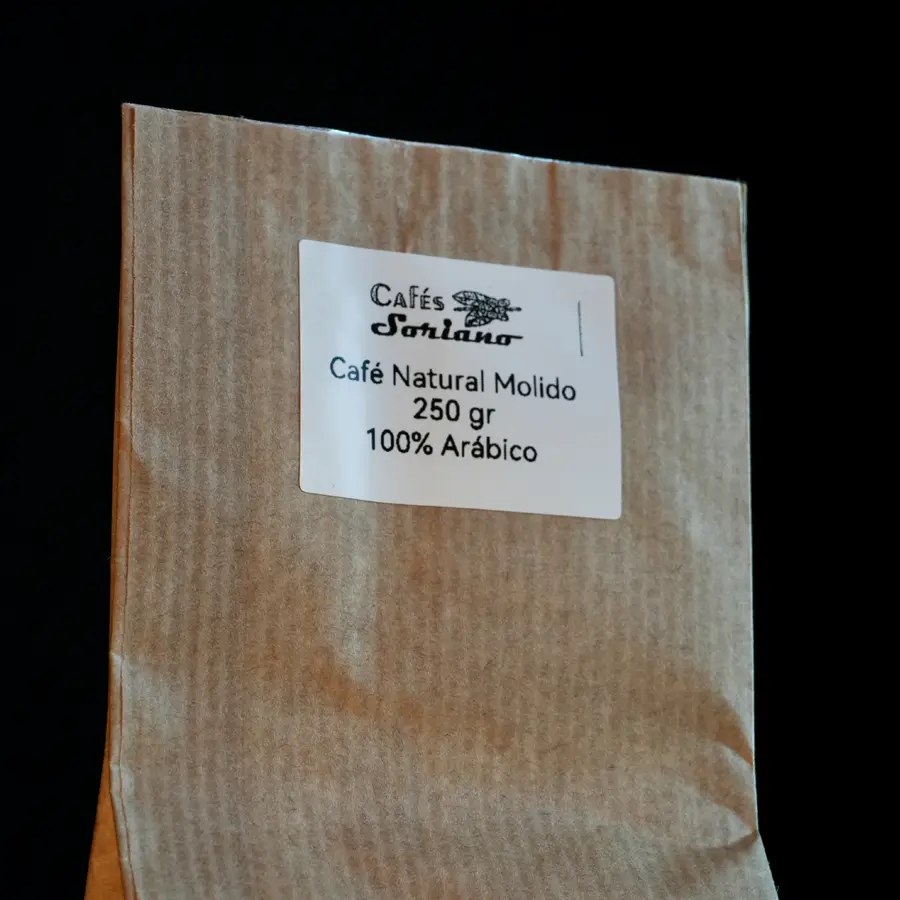 Cafés
Soriano
Café Natural Molido
250 gr
100% Arábico